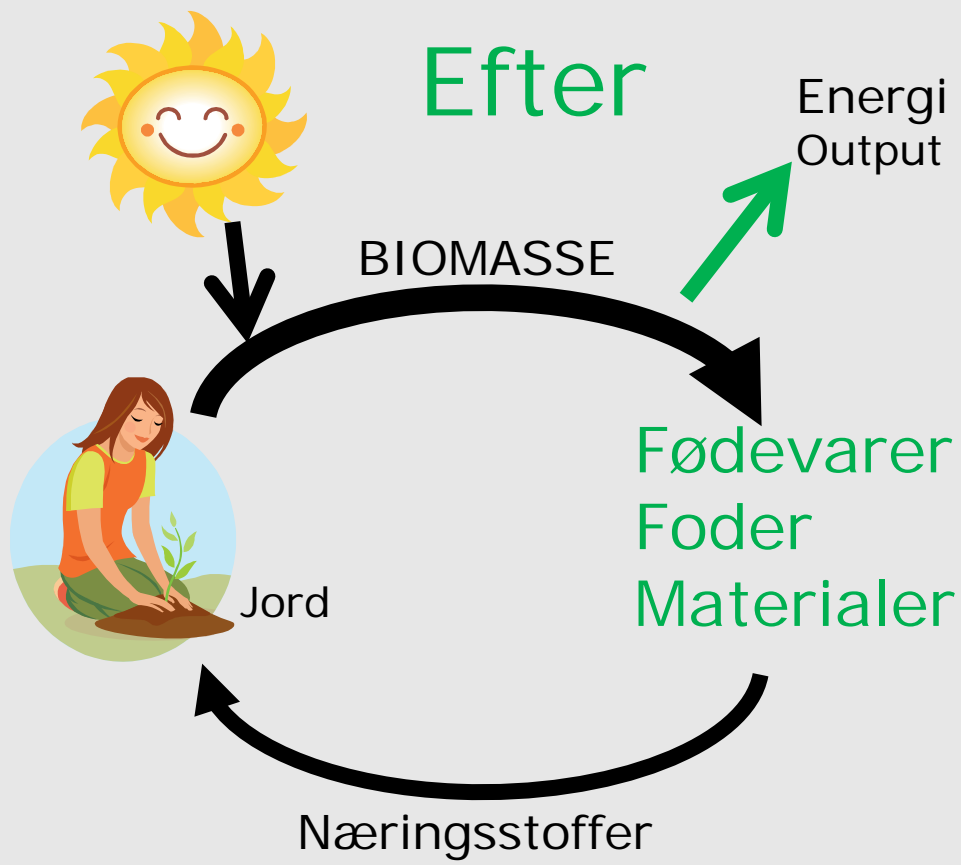 Efter
Energi
Output
BIOMASSE
Fødevarer
Foder
Materialer
Jord
Næringsstoffer